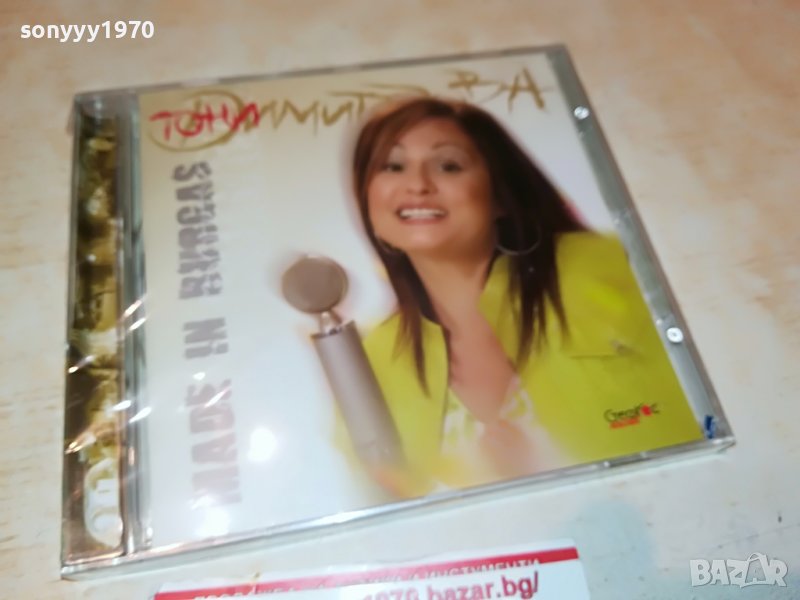 sonyyy1970
ТОНИ ДИМИТРОВА
MADE IN BURGAS
bazar.bg/
BAZAR